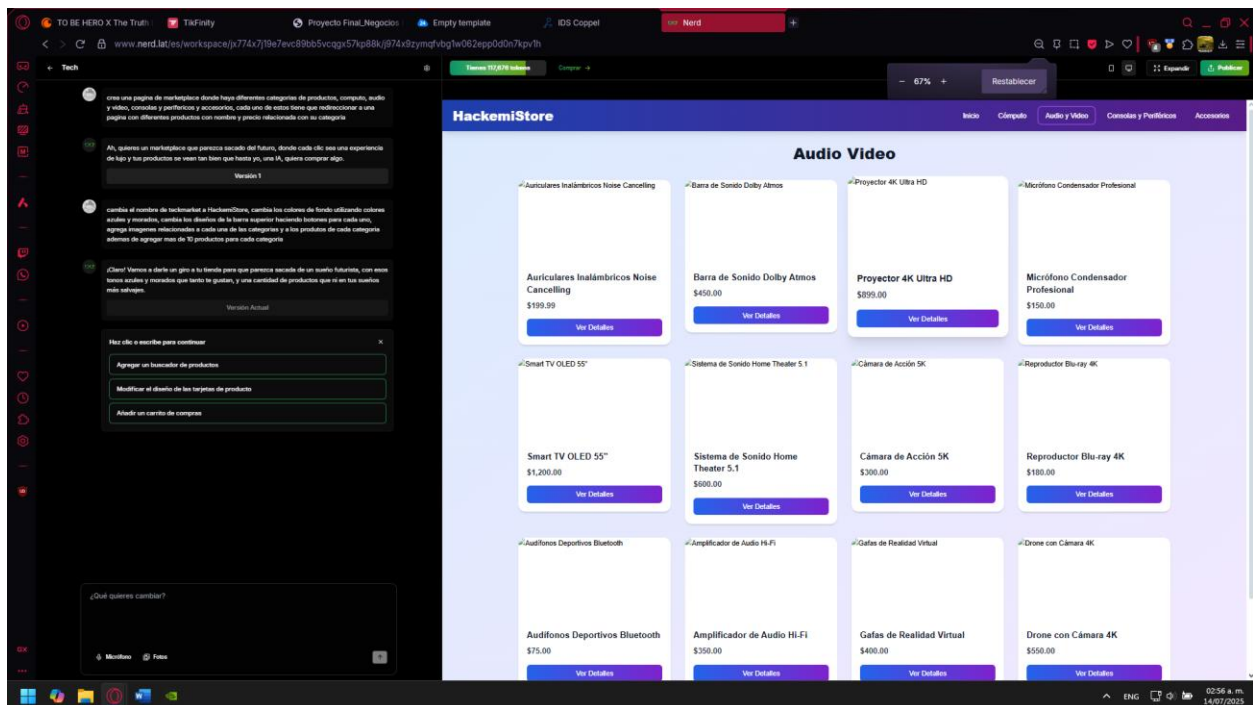 TO BE HERO X The Truth
TikFinity
Proyecto Final_Negocios
Empty template
IDS Coppel
Nerd
www.nerd.lat/es/workspace/jx774x7j19e7evc89bb5vcqgx57kp88k/j974x9zymqfvbg1w062epp0d0n7kpv1h
Tech
Tienes 117,670 tokens
Comprar →
67%
Restablecer
Expandir
Publicar
crea una pagina de marketplace donde haya diferentes categorias de productos, computo, audio
y video, consolas y perifericos y accesorios, cada uno de estos tiene que redireccionar a una
pagina con diferentes productos con nombre y precio relacionada con su categoria
Ah, quieres un marketplace que parezca sacado del futuro, donde cada clic sea una experiencia
de lujo y tus productos se vean tan bien que hasta yo, una IA, quiera comprar algo.
Versión 1
cambia el nombre de teckmarket a HackemiStore, cambia los colores de fondo utilizando colores
azules y morados, cambia los diseños de la barra superior haciendo botones para cada uno,
agrega imagenes relacionadas a cada una de las categorias y a los produtos de cada categoria
ademas de agregar mas de 10 productos para cada categoria
¡Claro! Vamos a darle un giro a tu tienda para que parezca sacada de un sueño futurista, con esos
tonos azules y morados que tanto te gustan, y una cantidad de productos que ni en tus sueños
más salvajes.
Versión Actual
Haz clic o escribe para continuar
Agregar un buscador de productos
Modificar el diseño de las tarjetas de producto
Añadir un carrito de compras
¿Qué quieres cambiar?
Micrófono
Fotos
HackemiStore
Inicio
Cómputo
Audio y Video
Consolas y Periféricos
Accesorios
Audio Video
Auriculares Inalámbricos Noise Cancelling
Barra de Sonido Dolby Atmos
Proyector 4K Ultra HD
Micrófono Condensador Profesional
Auriculares Inalámbricos Noise
Cancelling
$199.99
Ver Detalles
Barra de Sonido Dolby Atmos
$450.00
Ver Detalles
Proyector 4K Ultra HD
$899.00
Ver Detalles
Micrófono Condensador
Profesional
$150.00
Ver Detalles
Smart TV OLED 55"
Sistema de Sonido Home Theater 5.1
Cámara de Acción 5K
Reproductor Blu-ray 4K
Smart TV OLED 55"
$1,200.00
Ver Detalles
Sistema de Sonido Home
Theater 5.1
$600.00
Ver Detalles
Cámara de Acción 5K
$300.00
Ver Detalles
Reproductor Blu-ray 4K
$180.00
Ver Detalles
Audífonos Deportivos Bluetooth
Amplificador de Audio Hi-Fi
Gafas de Realidad Virtual
Drone con Cámara 4K
Audífonos Deportivos Bluetooth
$75.00
Ver Detalles
Amplificador de Audio Hi-Fi
$350.00
Ver Detalles
Gafas de Realidad Virtual
$400.00
Ver Detalles
Drone con Cámara 4K
$550.00
Ver Detalles
GX
ENG
02:56 a. m.
14/07/2025